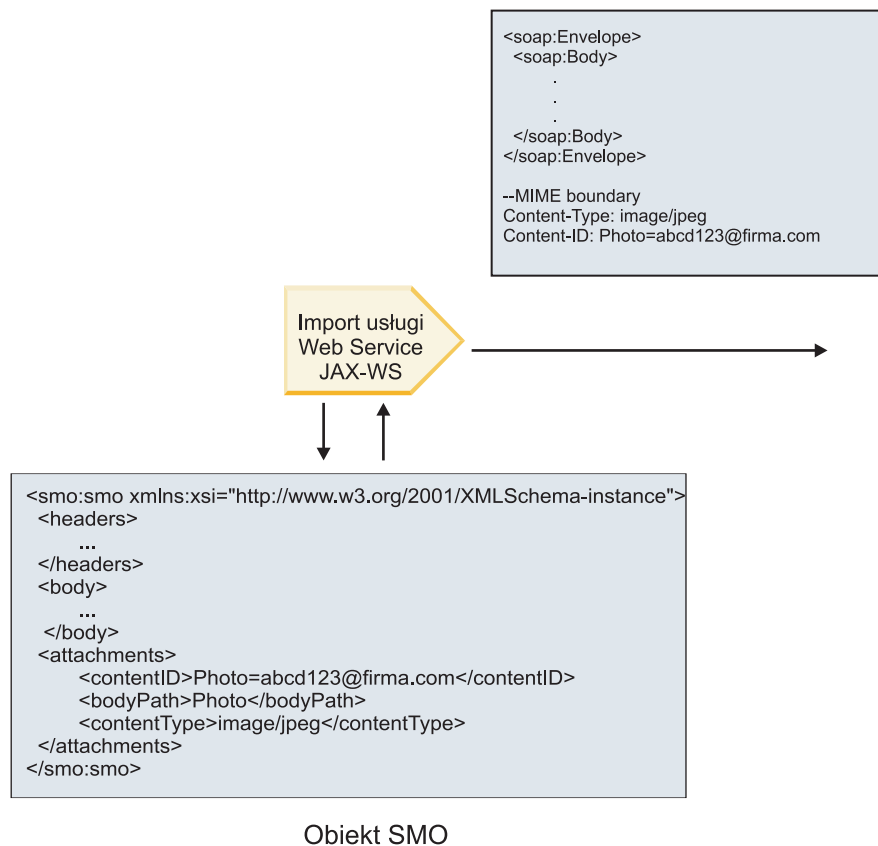 <soap:Envelope>
<soap:Body>
.
.
.
</soap:Body>
</soap:Envelope>
--MIME boundary
Content-Type: image/jpeg
Content-ID: Photo=abcd123@firma.com
Import usługi
Web Service
JAX-WS
<smo:smo xmlns:xsi="http://www.w3.org/2001/XMLSchema-instance">
<headers>
...
</headers>
<body>
...
</body>
<attachments>
<contentID>Photo=abcd123@firma.com</contentID>
<bodyPath>Photo</bodyPath>
<contentType>image/jpeg</contentType>
</attachments>
</smo:smo>
Obiekt SMO